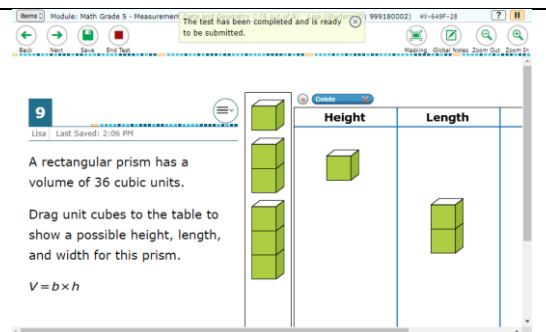 Items Module: Math Grade 5 - Measurement 999180002) WV-649F-28 ?
The test has been completed and is ready
to be submitted.
Back Next Save End Test Masking Global Notes Zoom Out Zoom In
9
Lisa Last Saved: 2:06 PM
Delete
Height Length
A rectangular prism has a
volume of 36 cubic units.
Drag unit cubes to the table to
show a possible height, length,
and width for this prism.
V = b × h